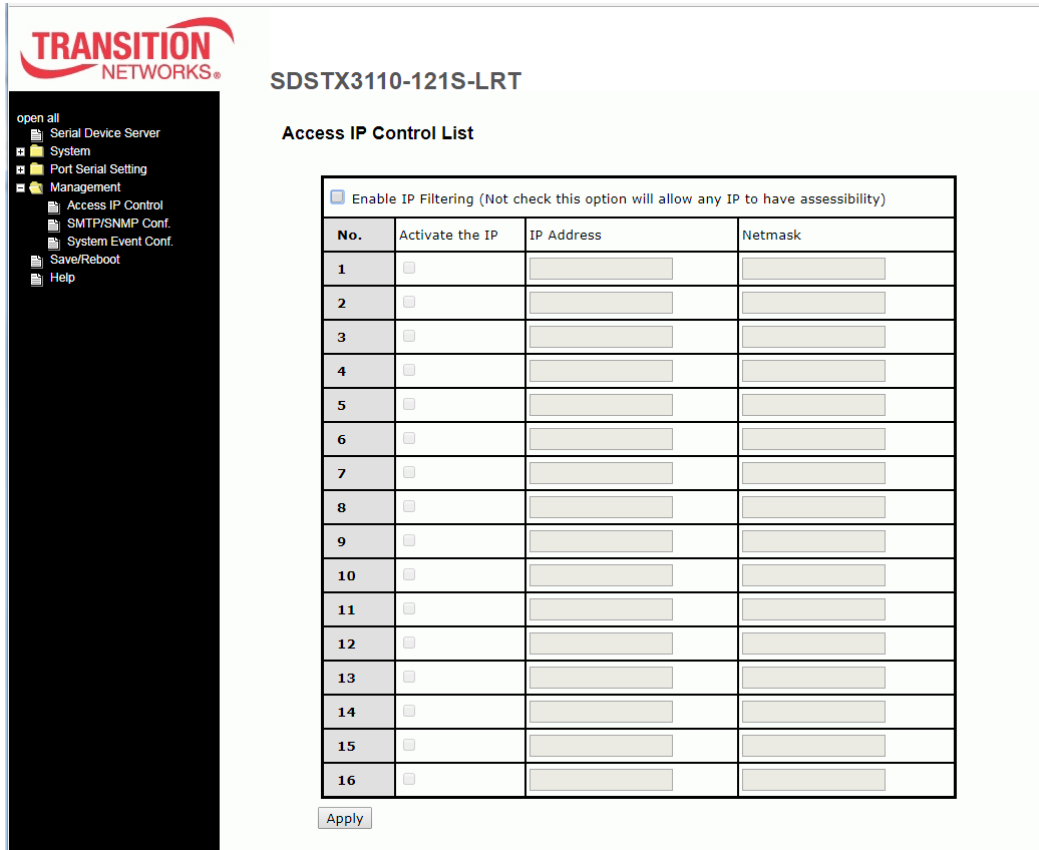 TRANSITION
NETWORKS®
SDSTX3110-121S-LRT
open all
Serial Device Server
System
Port Serial Setting
Management
Access IP Control
SMTP/SNMP Conf.
System Event Conf.
Save/Reboot
Help
Access IP Control List
Enable IP Filtering (Not check this option will allow any IP to have assessibility)
No. Activate the IP IP Address Netmask
1
2
3
4
5
6
7
8
9
10
11
12
13
14
15
16
Apply